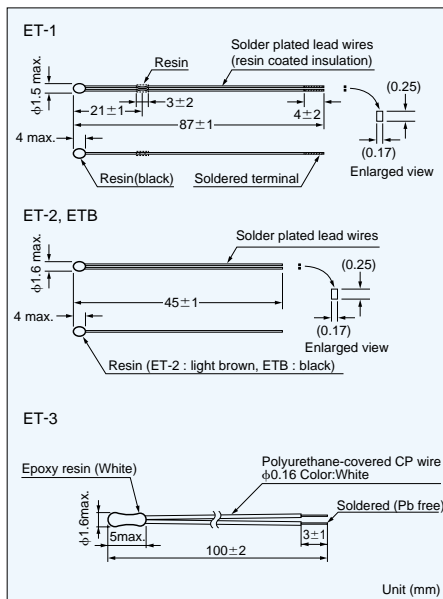 ET-1
Resin
Solder plated lead wires
(resin coated insulation)
ϕ1.5 max.
3±2
21±1
4±2
87±1
(0.25)
(0.17)
Enlarged view
4 max.
Resin(black)
Soldered terminal
ET-2, ETB
Solder plated lead wires
ϕ1.6 max.
45±1
(0.25)
(0.17)
Enlarged view
4 max.
Resin (ET-2 : light brown, ETB : black)
ET-3
Epoxy resin (White)
Polyurethane-covered CP wire
ϕ0.16 Color:White
Soldered (Pb free)
ϕ1.6max.
5max.
3±1
100±2
Unit (mm)